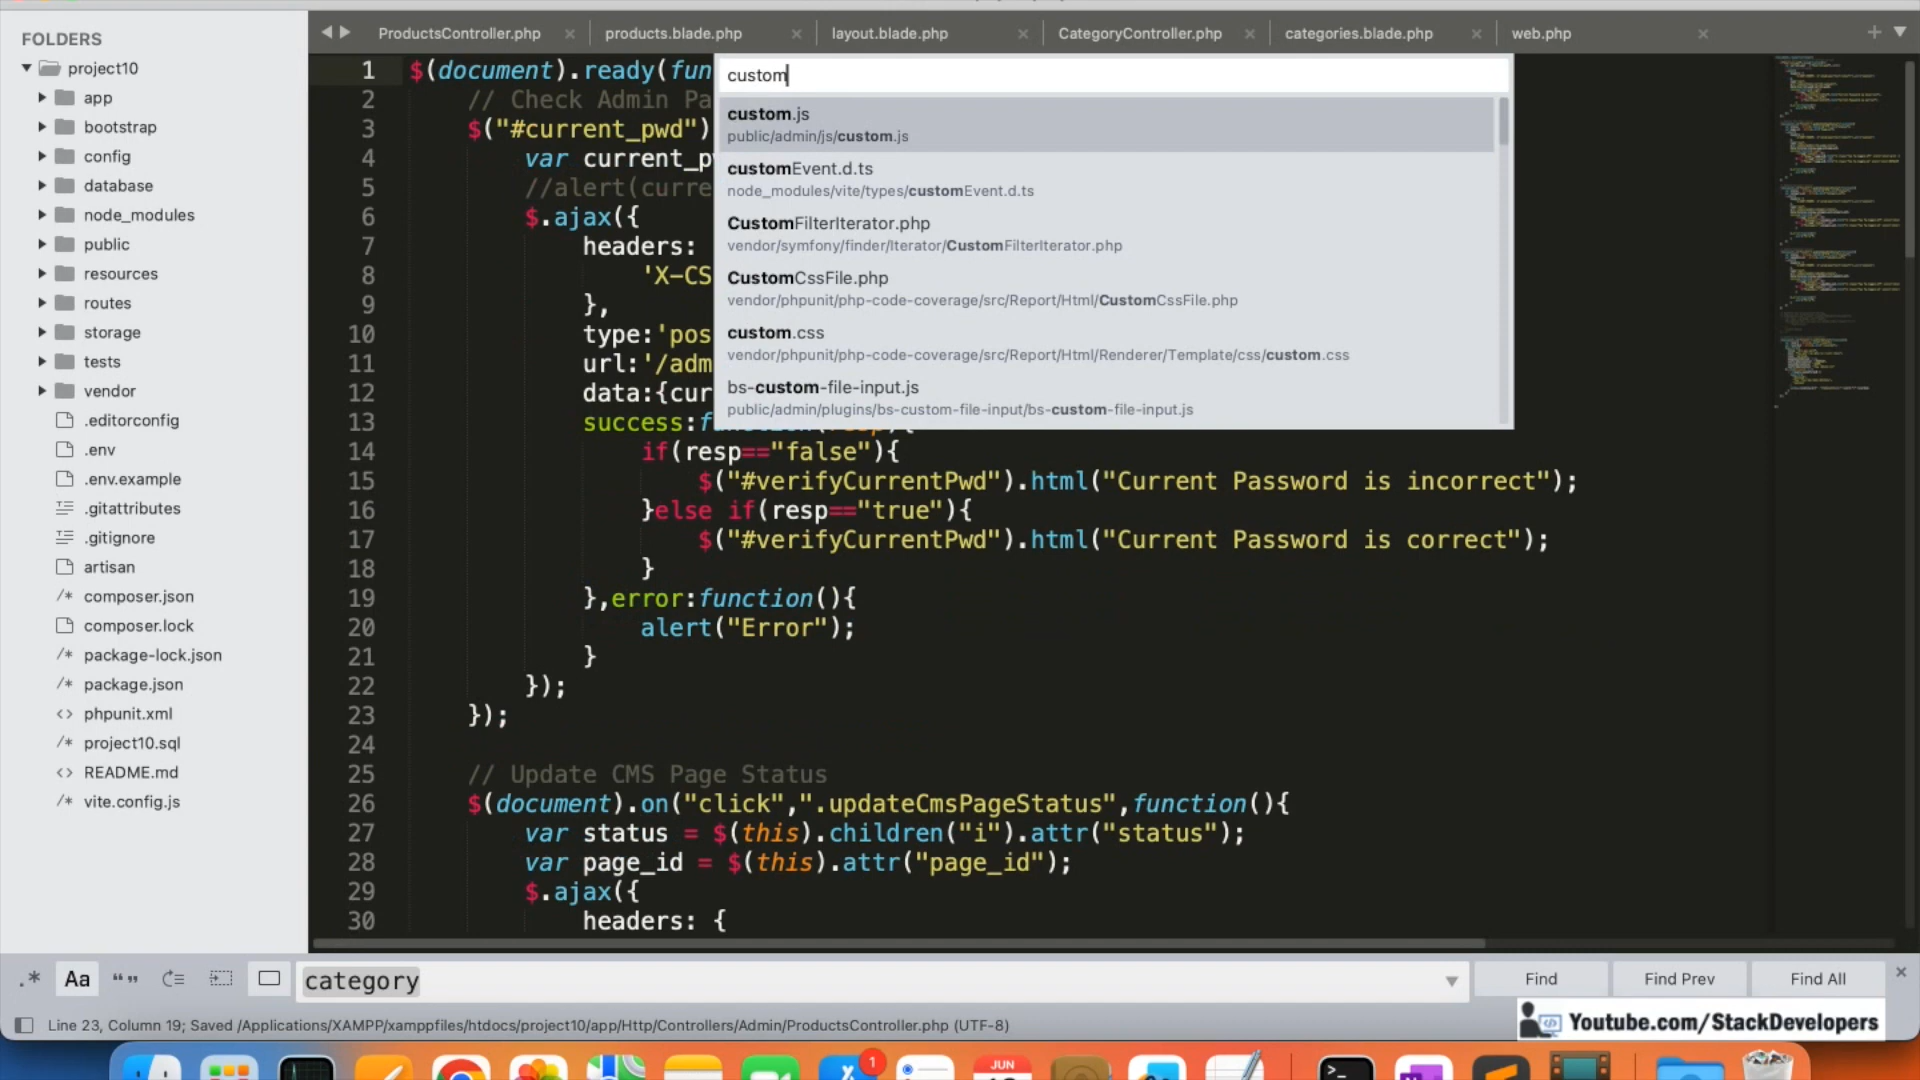 FOLDERS
project10
app
bootstrap
config
database
node_modules
public
resources
routes
storage
tests
vendor
.editorconfig
.env
.env.example
.gitattributes
.gitignore
artisan
composer.json
composer.lock
package-lock.json
package.json
phpunit.xml
project10.sql
README.md
vite.config.js
ProductsController.php
products.blade.php
layout.blade.php
CategoryController.php
categories.blade.php
web.php
custom
custom.js
public/admin/js/custom.js
customEvent.d.ts
node_modules/vite/types/customEvent.d.ts
CustomFilterIterator.php
vendor/symfony/finder/Iterator/CustomFilterIterator.php
CustomCssFile.php
vendor/phpunit/php-code-coverage/src/Report/Html/CustomCssFile.php
custom.css
vendor/phpunit/php-code-coverage/src/Report/Html/Renderer/Template/css/custom.css
bs-custom-file-input.js
public/admin/plugins/bs-custom-file-input/bs-custom-file-input.js
1 $(document).ready(fun
2 // Check Admin Pa
3 $("#current_pwd")
4 var current_p
5 //alert(curre
6 $.ajax({
7 headers:
8 'X-CS
9 },
10 type:'pos
11 url:'/adm
12 data:{cur
13 success:function(resp){
14 if(resp=="false"){
15 $("#verifyCurrentPwd").html("Current Password is incorrect");
16 }else if(resp=="true"){
17 $("#verifyCurrentPwd").html("Current Password is correct");
18 }
19 },error:function(){
20 alert("Error");
21 }
22 });
23 });
24
25 // Update CMS Page Status
26 $(document).on("click",".updateCmsPageStatus",function(){
27 var status = $(this).children("i").attr("status");
28 var page_id = $(this).attr("page_id");
29 $.ajax({
30 headers: {
.* Aa “” category Find Find Prev Find All
Line 23, Column 19; Saved /Applications/XAMPP/xamppfiles/htdocs/project10/app/Http/Controllers/Admin/ProductsController.php (UTF-8)
Youtube.com/StackDevelopers
1
JUN